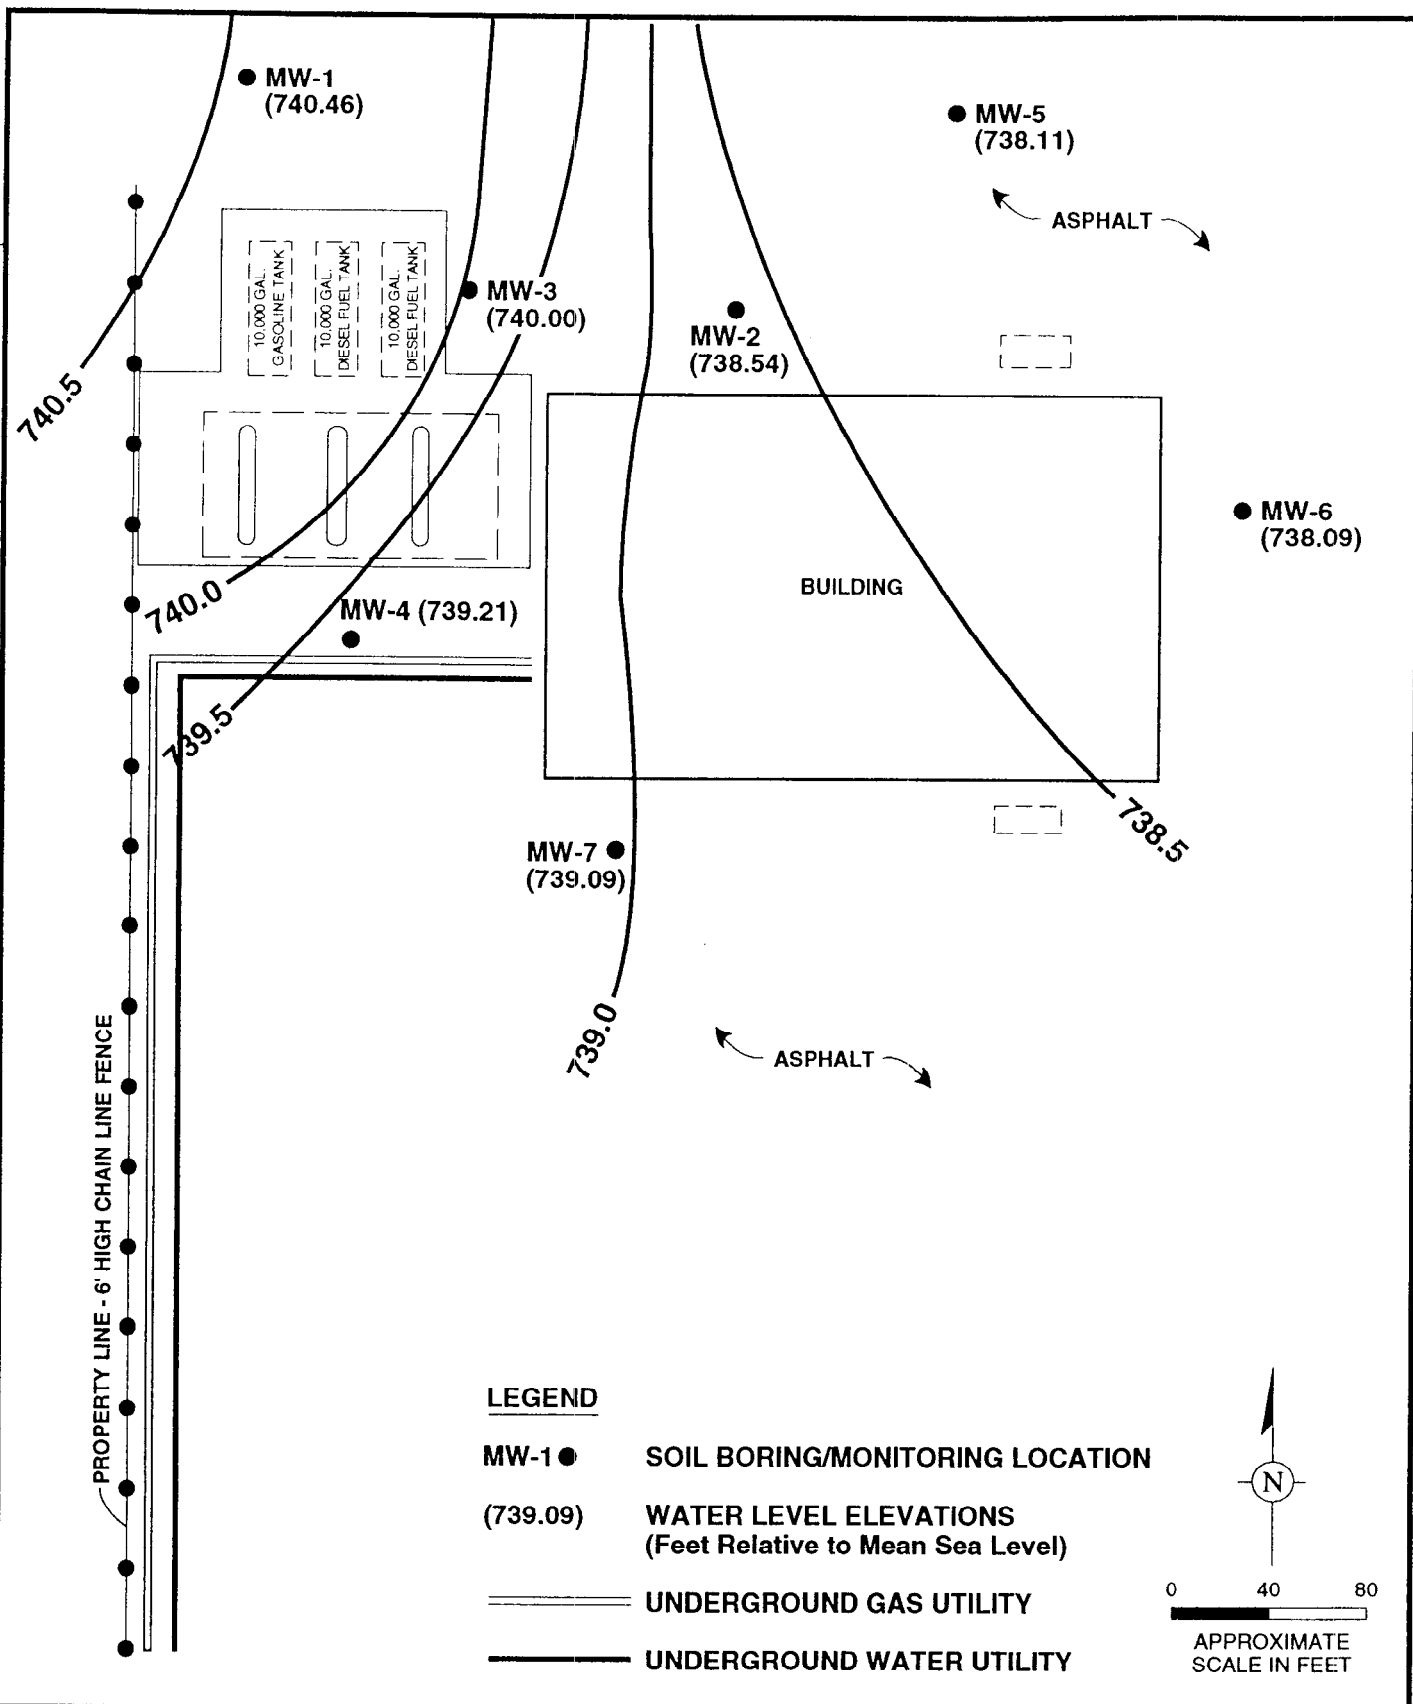 MW-1
(740.46)
MW-5
(738.11)
ASPHALT
10,000 GAL.
GASOLINE TANK
10,000 GAL.
DIESEL FUEL TANK
10,000 GAL.
DIESEL FUEL TANK
MW-3
(740.00)
MW-2
(738.54)
740.5
MW-6
(738.09)
BUILDING
740.0
MW-4 (739.21)
739.5
738.5
MW-7
(739.09)
739.0
ASPHALT
PROPERTY LINE - 6' HIGH CHAIN LINE FENCE
LEGEND
MW-1 SOIL BORING/MONITORING LOCATION
(739.09) WATER LEVEL ELEVATIONS
(Feet Relative to Mean Sea Level)
UNDERGROUND GAS UTILITY
UNDERGROUND WATER UTILITY
N
0 40 80
APPROXIMATE
SCALE IN FEET